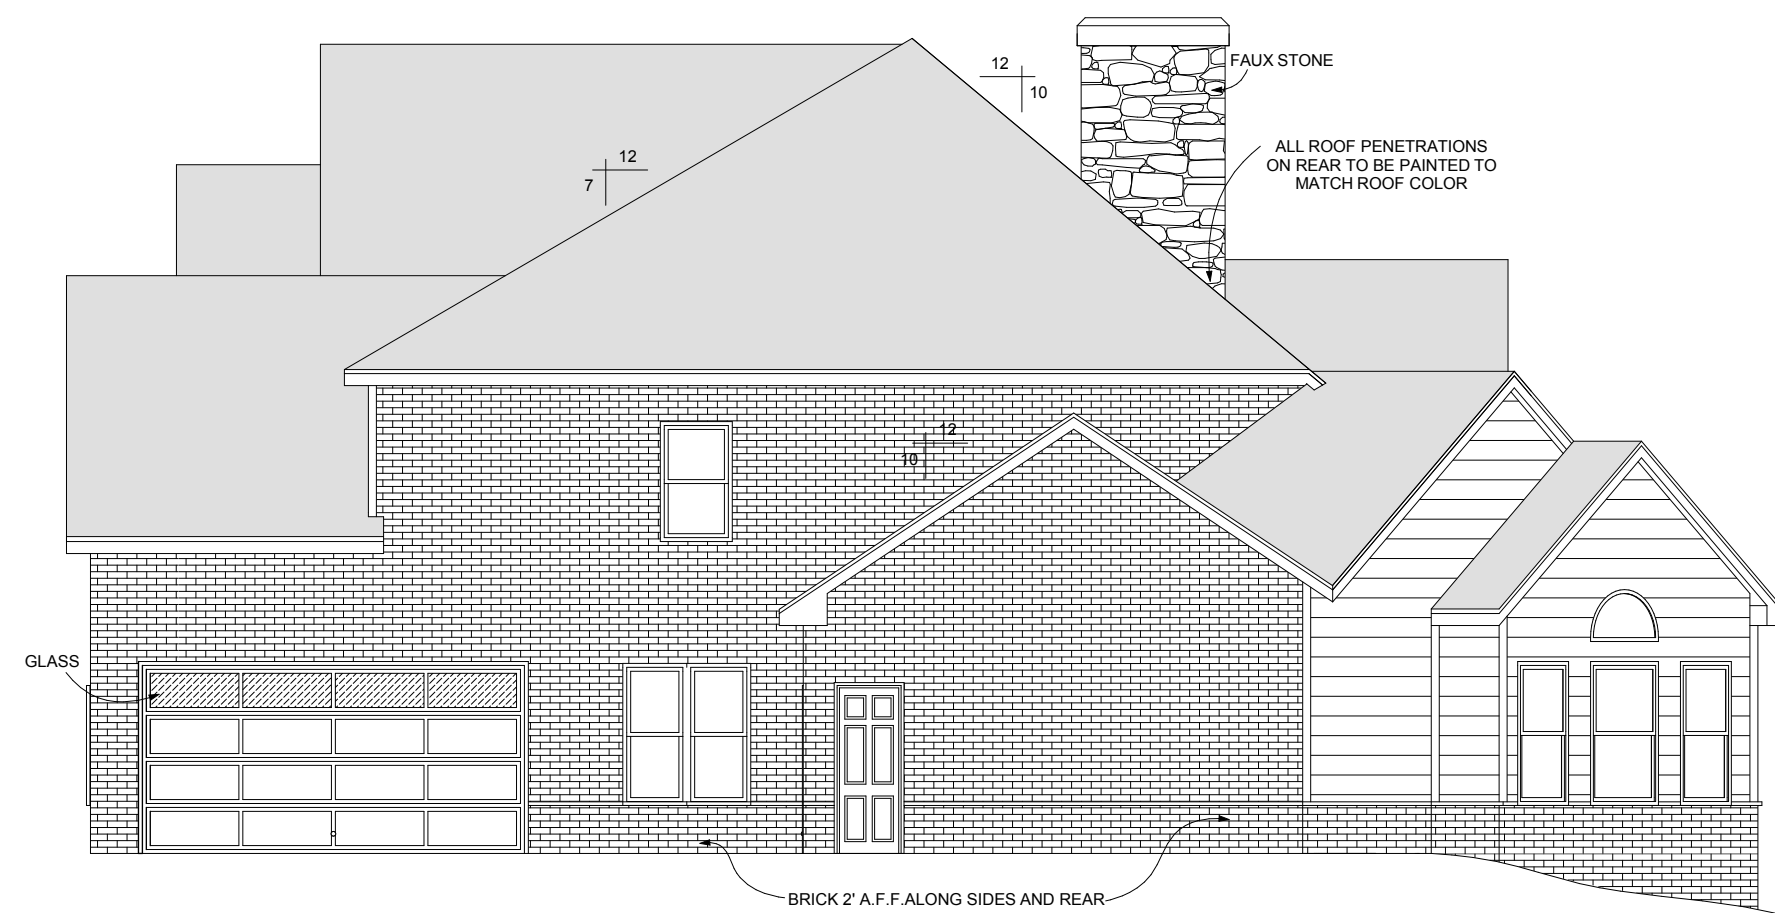 12
10
FAUX STONE
ALL ROOF PENETRATIONS
ON REAR TO BE PAINTED TO
MATCH ROOF COLOR
12
7
12
10
GLASS
BRICK 2' A.F.F.ALONG SIDES AND REAR